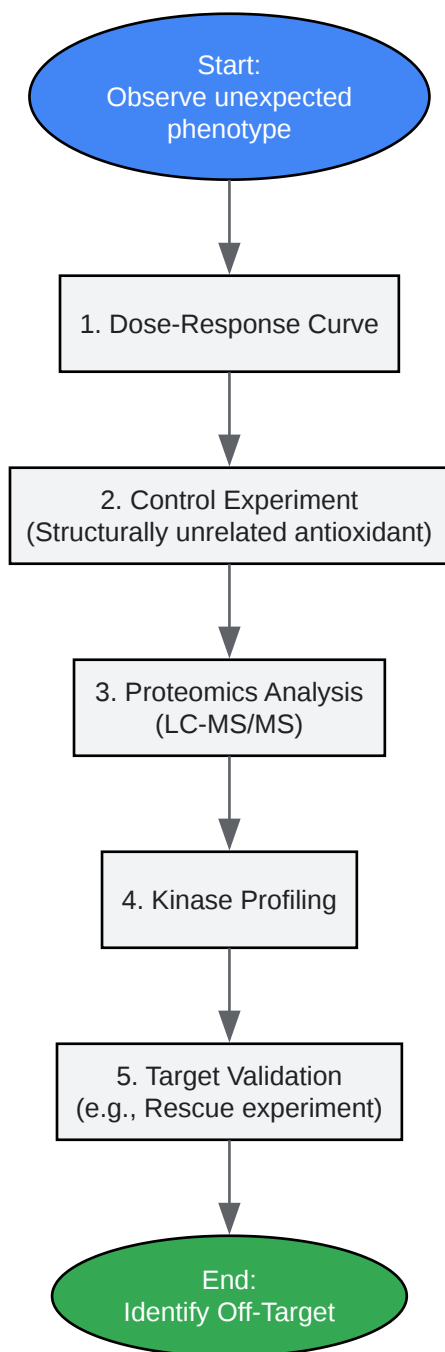 Start:
Observe unexpected
phenotype
1. Dose-Response Curve
2. Control Experiment
(Structurally unrelated antioxidant)
3. Proteomics Analysis
(LC-MS/MS)
4. Kinase Profiling
5. Target Validation
(e.g., Rescue experiment)
End:
Identify Off-Target